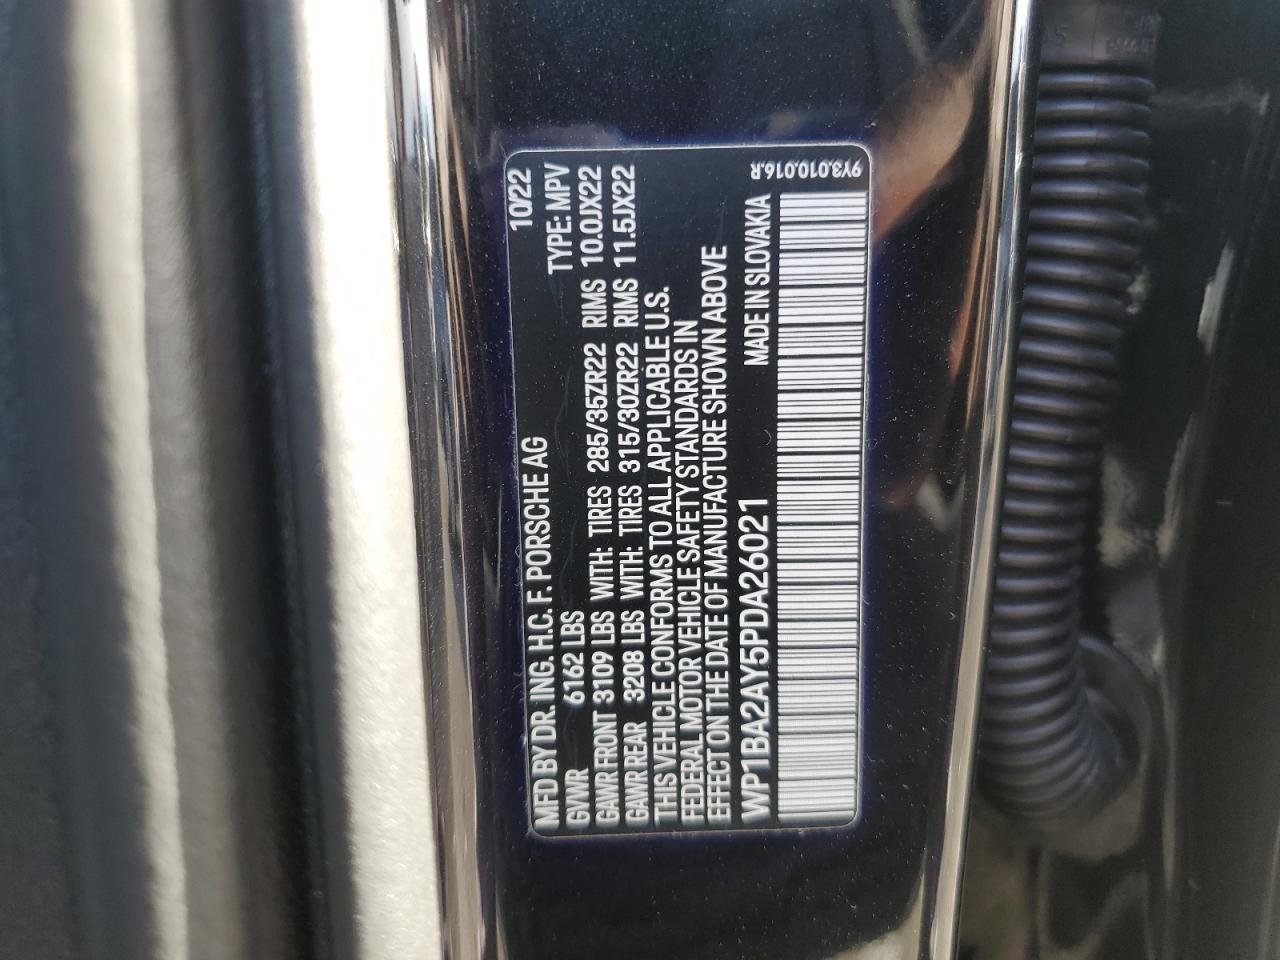 MFD BY DR. ING. H.C. F. PORSCHE AG 10/22
GVWR 6162 LBS TYPE: MPV
GAWR FRONT 3109 LBS WITH: TIRES 285/35ZR22 RIMS 10.0JX22
GAWR REAR 3208 LBS WITH: TIRES 315/30ZR22 RIMS 11.5JX22
THIS VEHICLE CONFORMS TO ALL APPLICABLE U.S.
FEDERAL MOTOR VEHICLE SAFETY STANDARDS IN
EFFECT ON THE DATE OF MANUFACTURE SHOWN ABOVE
WP1BA2AY5PDA26021 MADE IN SLOVAKIA
9Y3.010.016.R